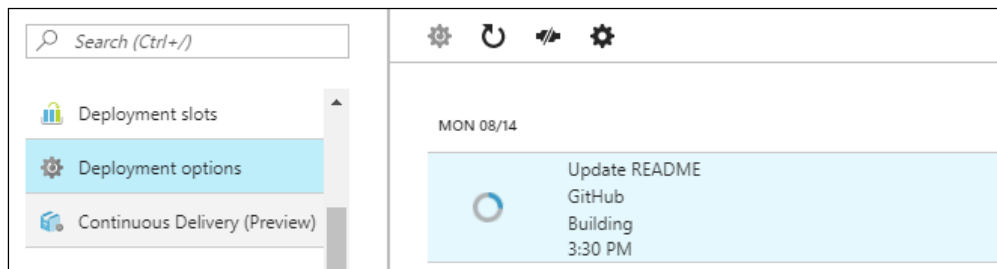 Search (Ctrl+/)
Deployment slots
Deployment options
Continuous Delivery (Preview)
MON 08/14
Update README
GitHub
Building
3:30 PM